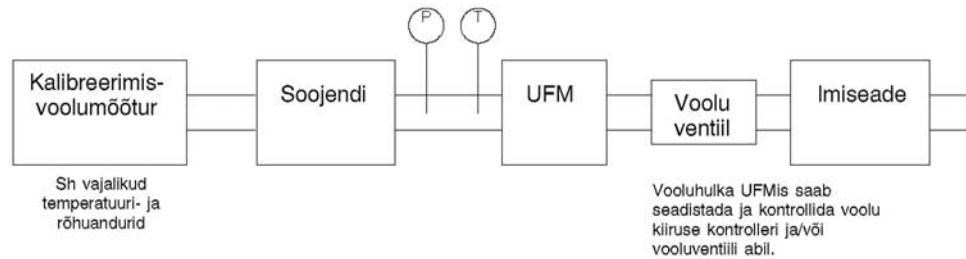 P
T
Kalibreerimis-
voolumõõtur
Soojendi
UFM
Voolu
ventiil
Imiseade
Sh vajalikud
temperatuuri- ja
rõhuandurid
Vooluhulka UFMis saab
seadistada ja kontrollida voolu
kiiruse kontrolleri ja/või
vooluventiili abil.